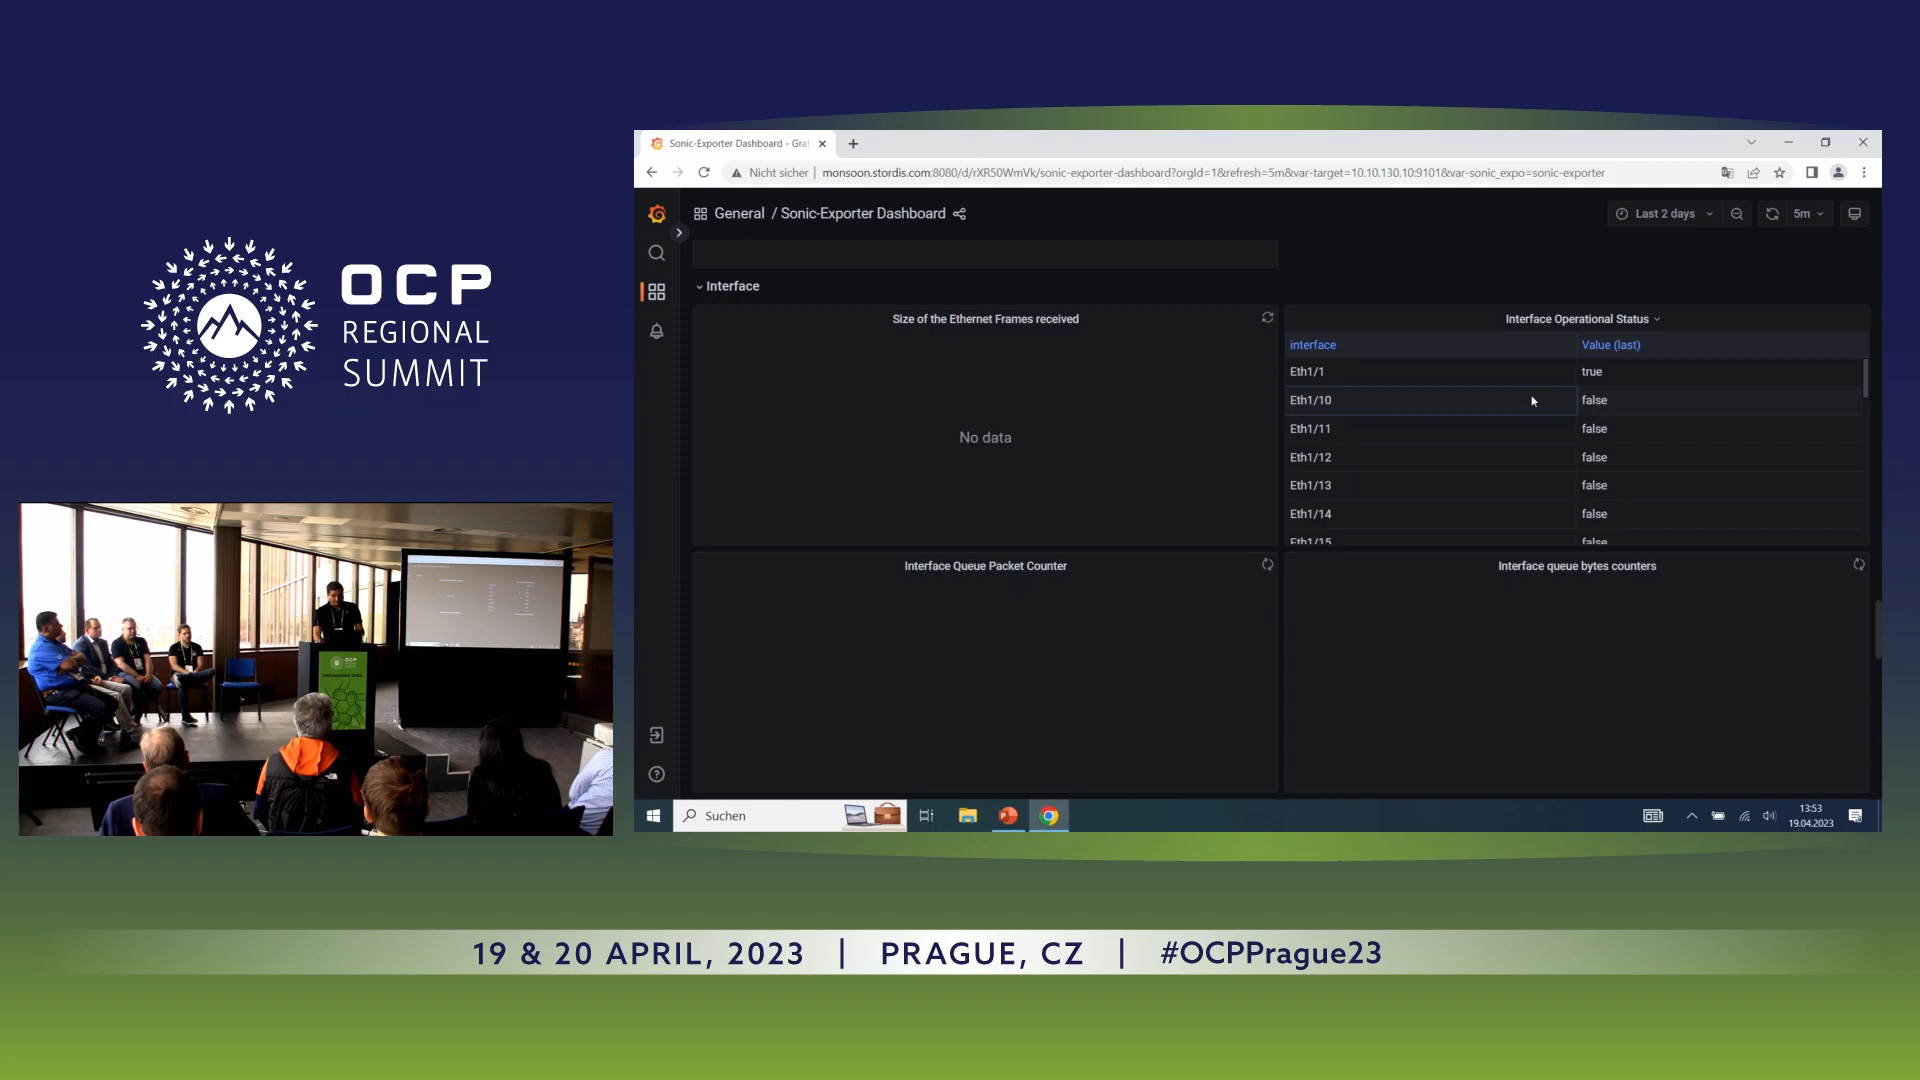 OCP
REGIONAL
SUMMIT
Sonic-Exporter Dashboard - Graf
Nicht sicher | monsoon.stordis.com:8080/d/rXR50WmVk/sonic-exporter-dashboard?orgId=1&refresh=5m&var-target=10.10.130.10:9101&var-sonic_expo=sonic-exporter
General / Sonic-Exporter Dashboard
Last 2 days
5m
Interface
Size of the Ethernet Frames received
No data
Interface Operational Status
interface Value (last)
Eth1/1 true
Eth1/10 false
Eth1/11 false
Eth1/12 false
Eth1/13 false
Eth1/14 false
Eth1/15 false
Interface Queue Packet Counter
Interface queue bytes counters
Suchen
13:53
19.04.2023
OCP
19 & 20 APRIL, 2023 | PRAGUE, CZ | #OCPPrague23